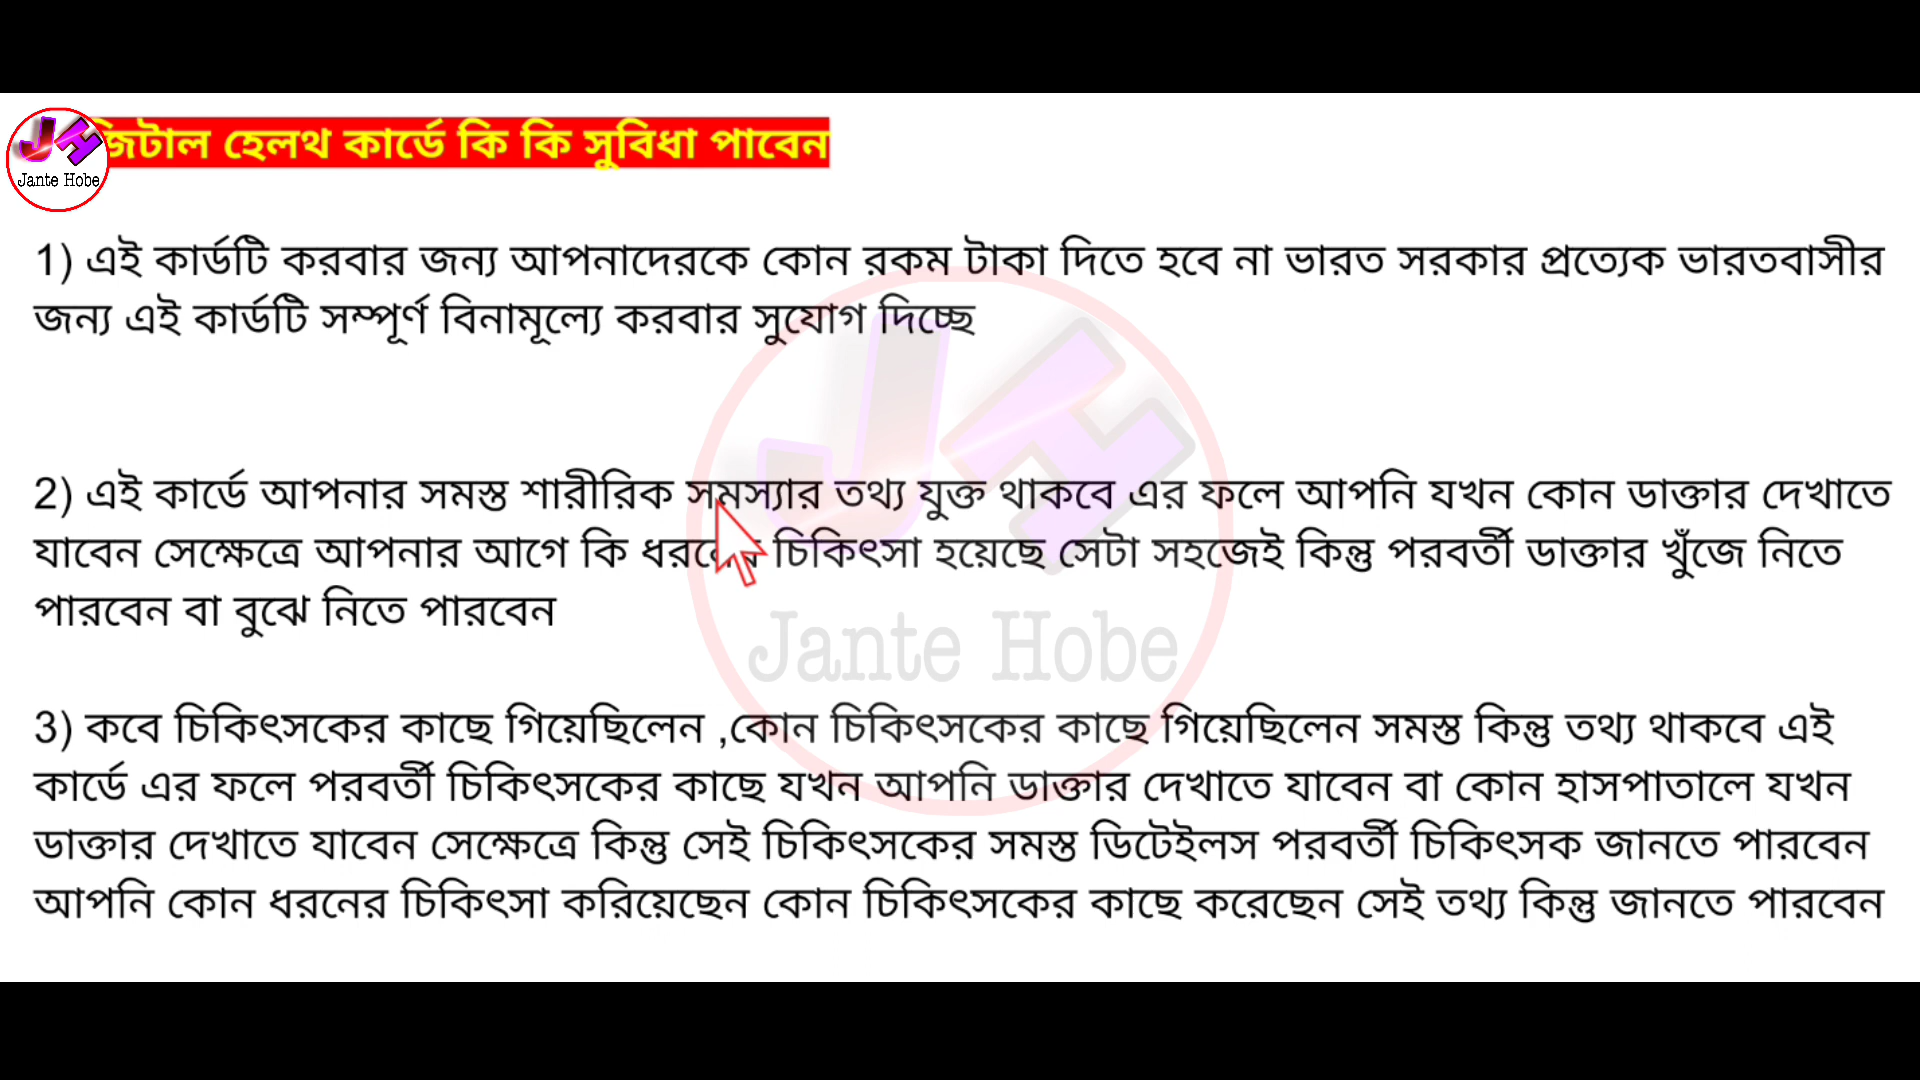 জিটাল হেলথ কার্ডে কি কি সুবিধা পাবেন
Jante Hobe
1) এই কার্ডটি করবার জন্য আপনাদেরকে কোন রকম টাকা দিতে হবে না ভারত সরকার প্রত্যেক ভারতবাসীর
জন্য এই কার্ডটি সম্পূর্ণ বিনামূল্যে করবার সুযোগ দিচ্ছে
2) এই কার্ডে আপনার সমস্ত শারীরিক সমস্যার তথ্য যুক্ত থাকবে এর ফলে আপনি যখন কোন ডাক্তার দেখাতে
যাবেন সেক্ষেত্রে আপনার আগে কি ধরনের চিকিৎসা হয়েছে সেটা সহজেই কিন্তু পরবর্তী ডাক্তার খুঁজে নিতে
পারবেন বা বুঝে নিতে পারবেন
Jante Hobe
3) কবে চিকিৎসকের কাছে গিয়েছিলেন ,কোন চিকিৎসকের কাছে গিয়েছিলেন সমস্ত কিন্তু তথ্য থাকবে এই
কার্ডে এর ফলে পরবর্তী চিকিৎসকের কাছে যখন আপনি ডাক্তার দেখাতে যাবেন বা কোন হাসপাতালে যখন
ডাক্তার দেখাতে যাবেন সেক্ষেত্রে কিন্তু সেই চিকিৎসকের সমস্ত ডিটেইলস পরবর্তী চিকিৎসক জানতে পারবেন
আপনি কোন ধরনের চিকিৎসা করিয়েছেন কোন চিকিৎসকের কাছে করেছেন সেই তথ্য কিন্তু জানতে পারবেন